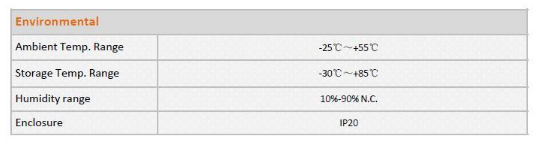 Environmental
Ambient Temp. Range -25℃~+55℃
Storage Temp. Range -30℃~+85℃
Humidity range 10%-90% N.C.
Enclosure IP20